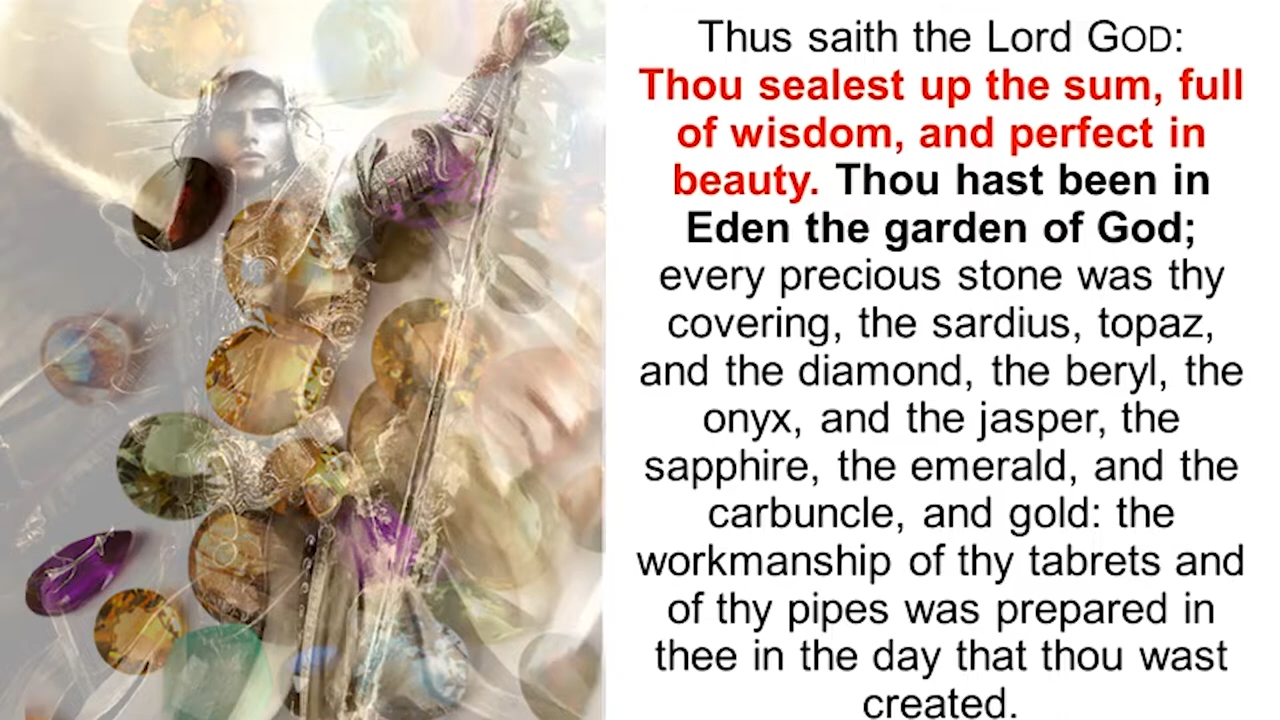 Thus saith the Lord GOD:
Thou sealest up the sum, full
of wisdom, and perfect in
beauty. Thou hast been in
Eden the garden of God;
every precious stone was thy
covering, the sardius, topaz,
and the diamond, the beryl, the
onyx, and the jasper, the
sapphire, the emerald, and the
carbuncle, and gold: the
workmanship of thy tabrets and
of thy pipes was prepared in
thee in the day that thou wast
created.